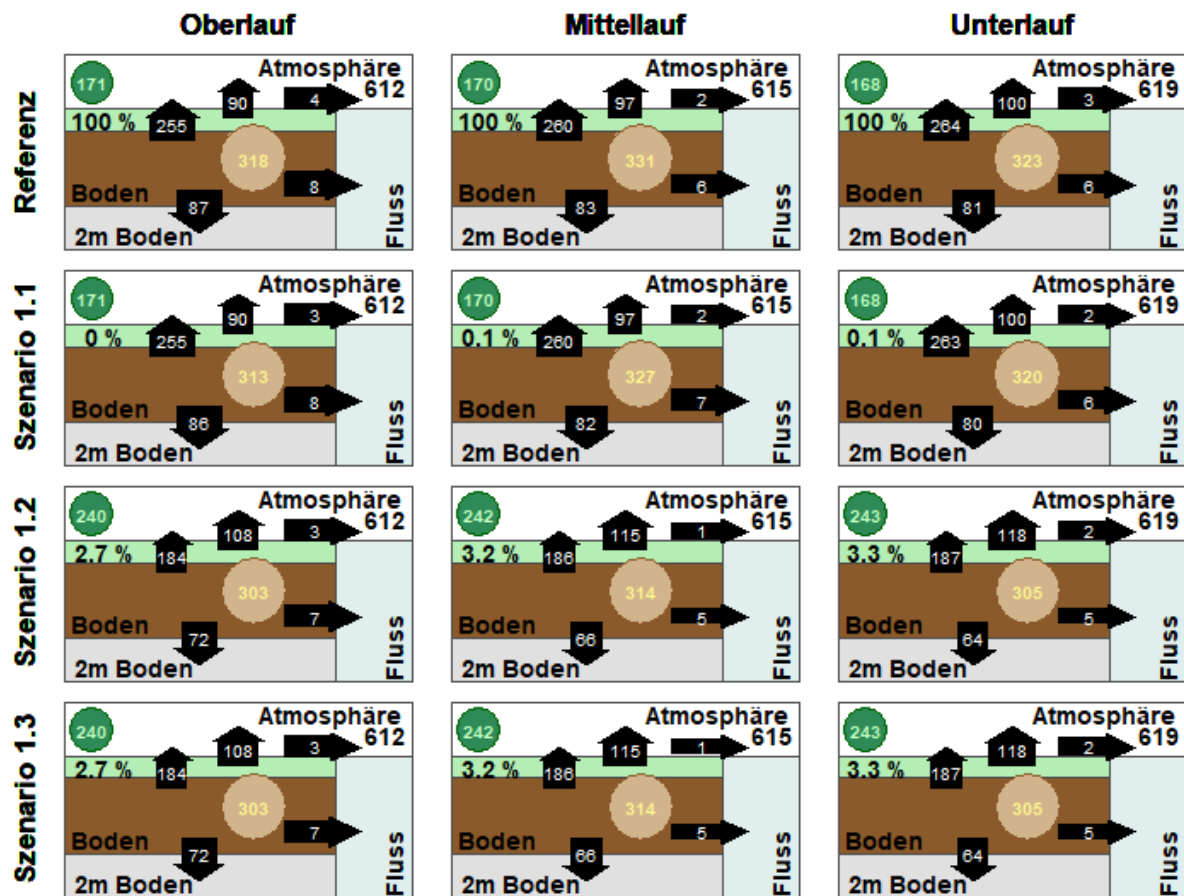 Oberlauf Mittellauf Unterlauf
Referenz
171 Atmosphäre 612
100 % 255 90 4
318
Boden 8
87
2m Boden Fluss
170 Atmosphäre 615
100 % 260 97 2
331
Boden 6
83
2m Boden Fluss
168 Atmosphäre 619
100 % 264 100 3
323
Boden 6
81
2m Boden Fluss
Szenario 1.1
171 Atmosphäre 612
0 % 255 90 3
313
Boden 8
86
2m Boden Fluss
170 Atmosphäre 615
0.1 % 260 97 2
327
Boden 7
82
2m Boden Fluss
168 Atmosphäre 619
0.1 % 263 100 2
320
Boden 6
80
2m Boden Fluss
Szenario 1.2
240 Atmosphäre 612
2.7 % 184 108 3
303
Boden 7
72
2m Boden Fluss
242 Atmosphäre 615
3.2 % 186 115 1
314
Boden 5
66
2m Boden Fluss
243 Atmosphäre 619
3.3 % 187 118 2
305
Boden 5
64
2m Boden Fluss
Szenario 1.3
240 Atmosphäre 612
2.7 % 184 108 3
303
Boden 7
72
2m Boden Fluss
242 Atmosphäre 615
3.2 % 186 115 1
314
Boden 5
66
2m Boden Fluss
243 Atmosphäre 619
3.3 % 187 118 2
305
Boden 5
64
2m Boden Fluss